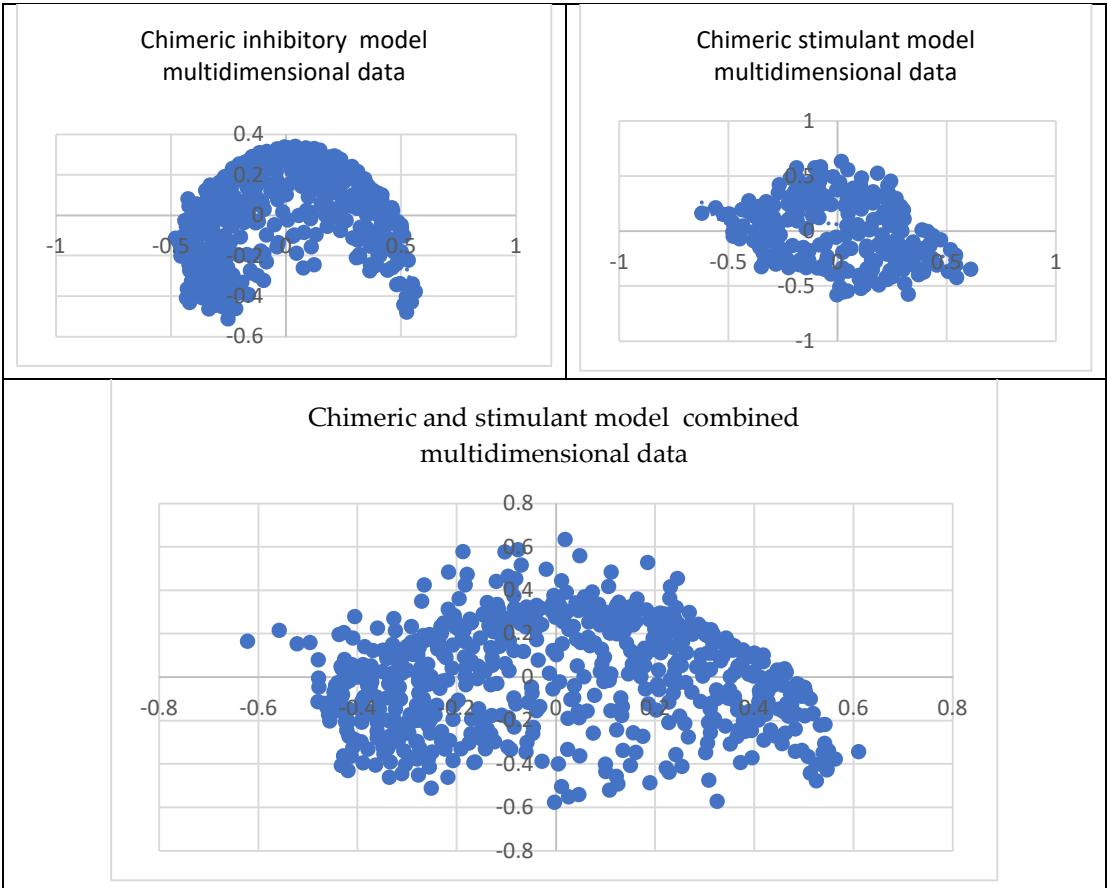 Chimeric inhibitory  model
multidimensional data
0.4
0.2
0
-1 -0.5 0 0.5 1
-0.2
-0.4
-0.6
Chimeric stimulant model
multidimensional data
1
0.5
0
-1 -0.5 0 0.5 1
-0.5
-1
Chimeric and stimulant model  combined
multidimensional data
0.8
0.6
0.4
0.2
0
-0.8 -0.6 -0.4 -0.2 0 0.2 0.4 0.6 0.8
-0.2
-0.4
-0.6
-0.8